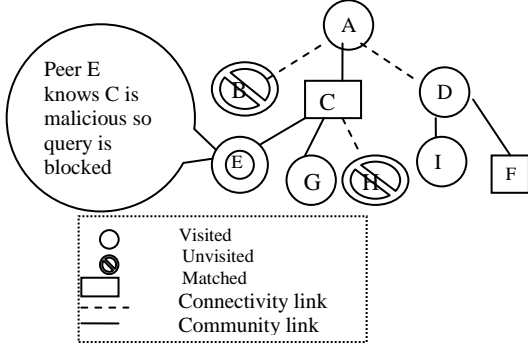 A
Peer E
knows C is
malicious so
query is
blocked
B
C
D
E
G
H
I
F
Visited
Unvisited
Matched
Connectivity link
Community link